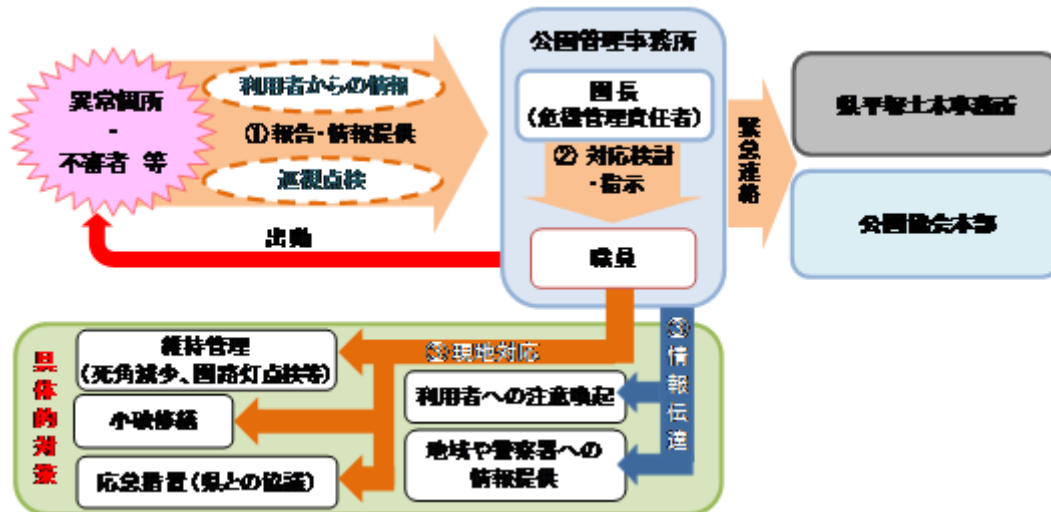 公園管理事務所
利用者からの情報
園長
(危機管理責任者)
異常個所
・
不審者 等
①報告・情報提供
巡視点検
② 対応検討
・指示
緊急連絡
県平塚土木事務所
公園協会本部
出動
職員
具体的対策
維持管理
(死角減少、園路灯点検等)
③現地対応
③情報伝達
利用者への注意喚起
小破修繕
地域や警察署への
情報提供
応急措置(県との協議)